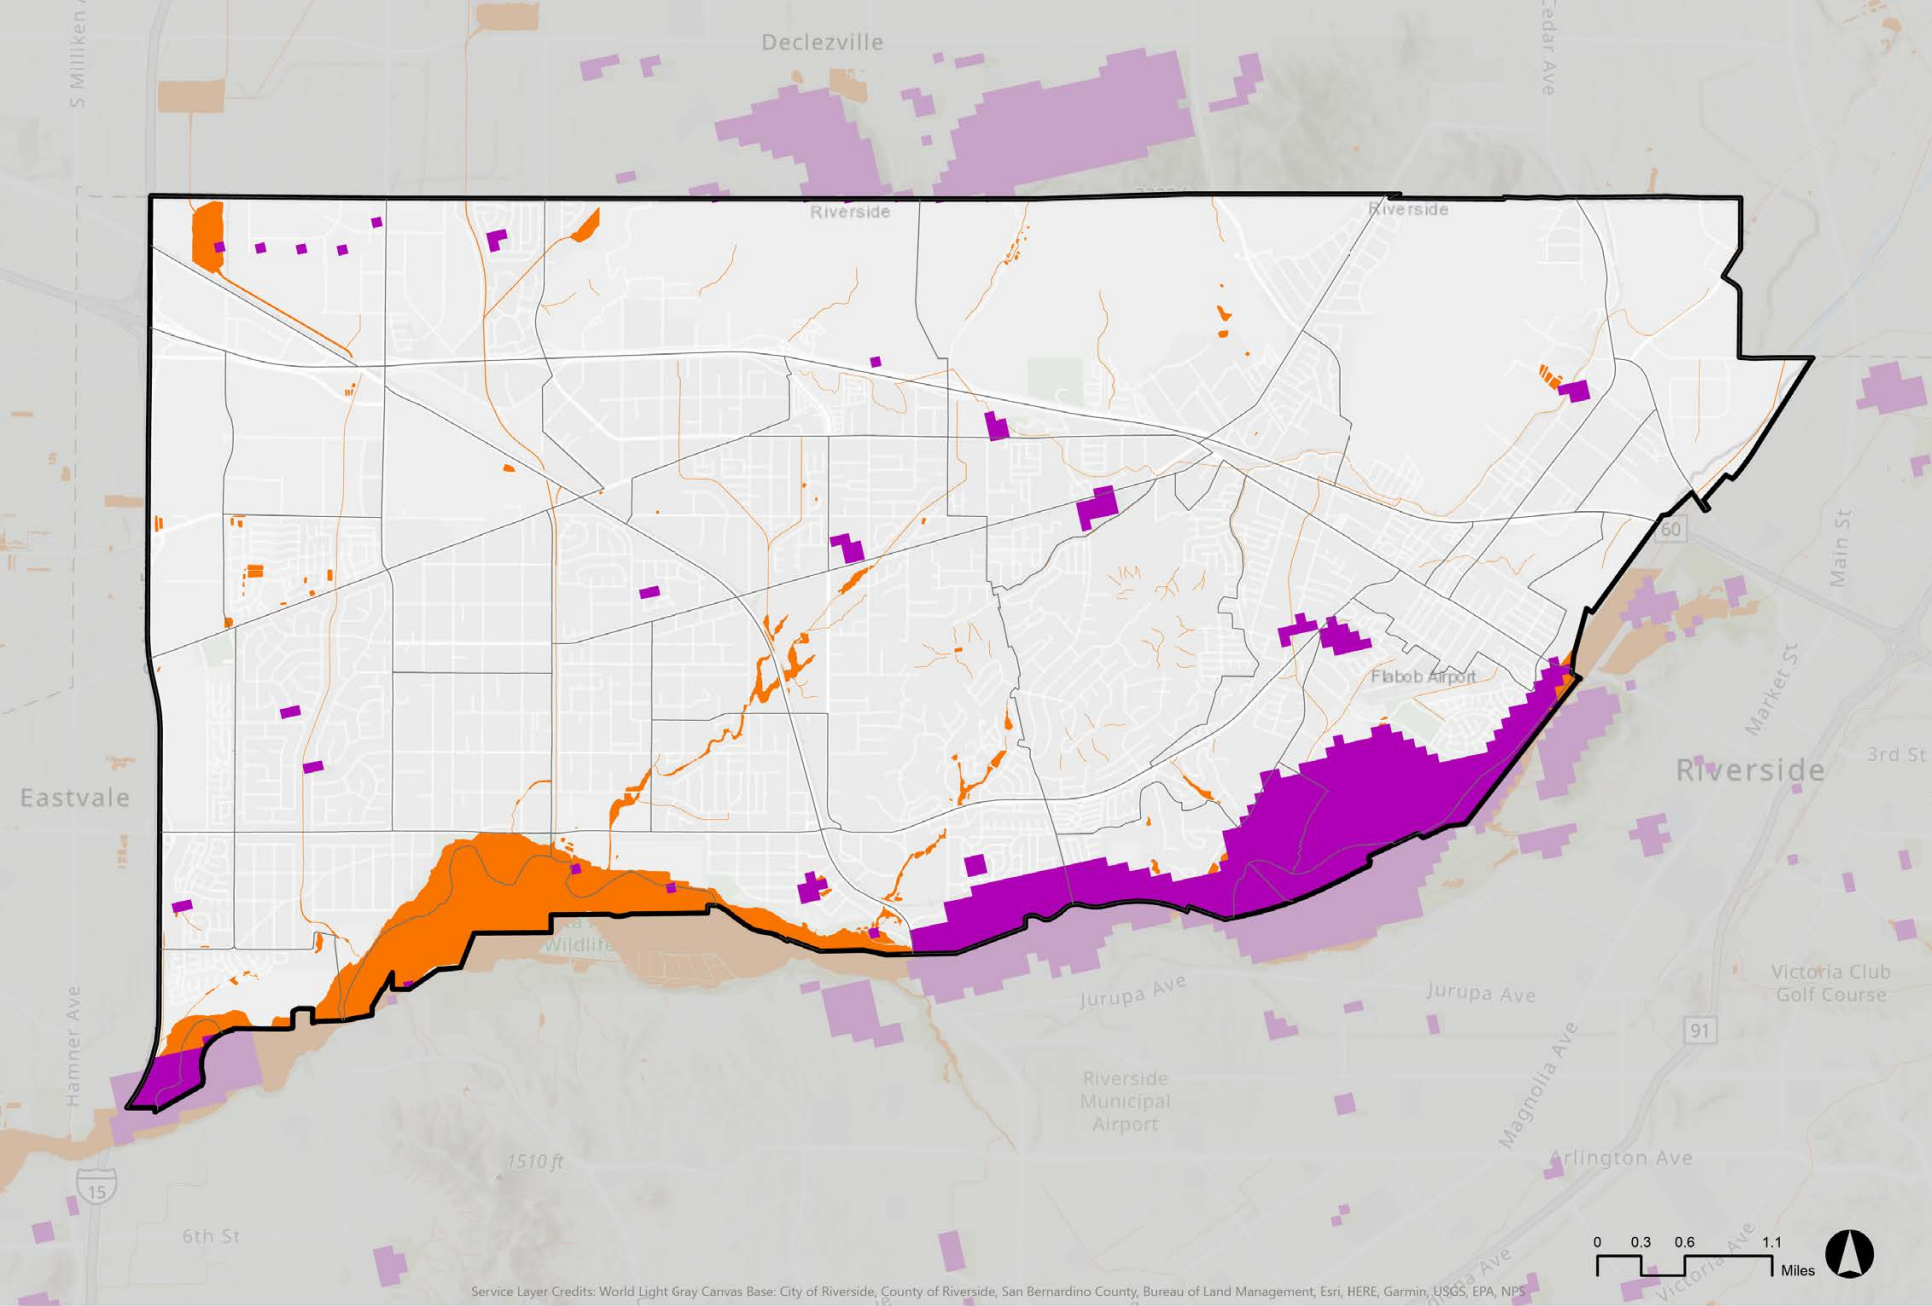 S Milliken
Declezville
Cedar Ave
Riverside
Riverside
60
Main St
Flabob Airport
Market St
3rd St
Riverside
Eastvale
Wildlife
Jurupa Ave
Jurupa Ave
Victoria Club
Golf Course
Hamner Ave
91
Riverside
Municipal
Airport
Magnolia Ave
1510 ft
Arlington Ave
15
6th St
Victoria Ave
0 0.3 0.6 1.1
Miles
Service Layer Credits: World Light Gray Canvas Base: City of Riverside, County of Riverside, San Bernardino County, Bureau of Land Management, Esri, HERE, Garmin, USGS, EPA, NPS